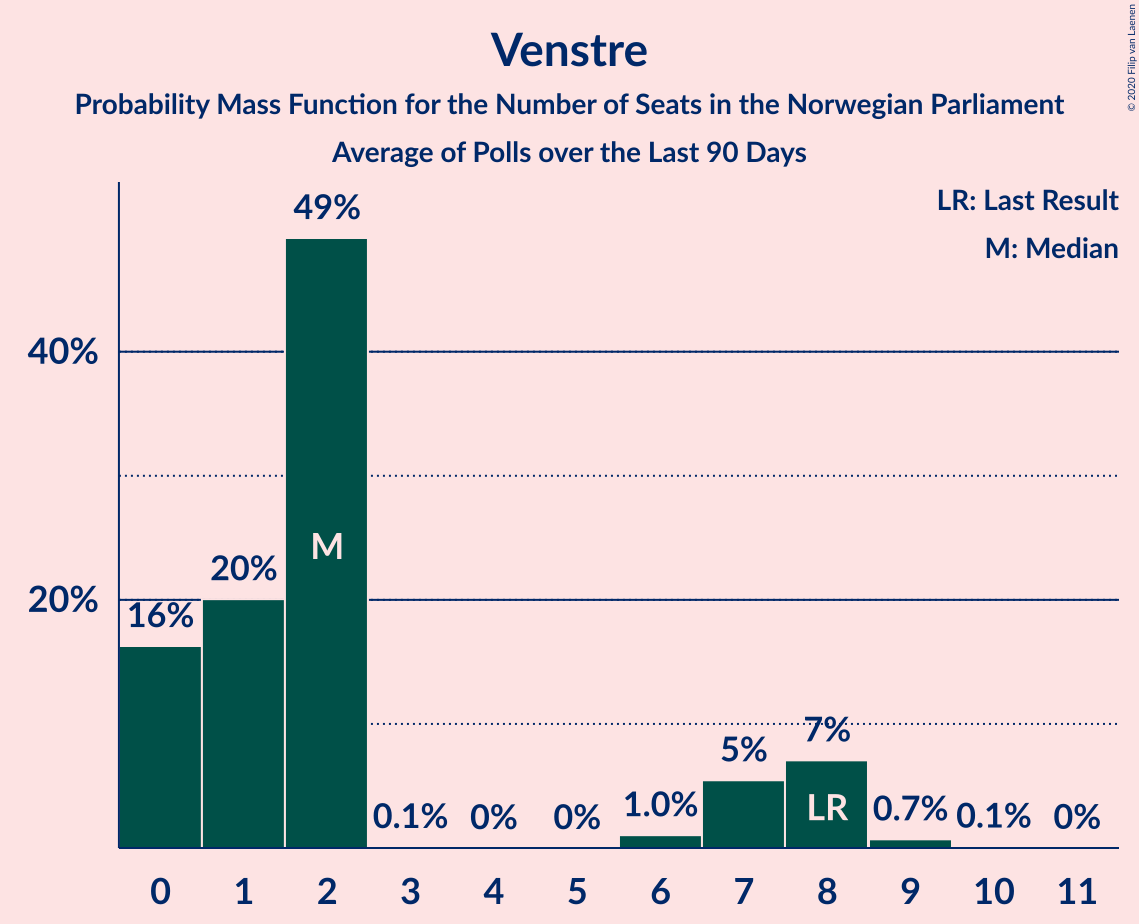 Venstre
Probability Mass Function for the Number of Seats in the Norwegian Parliament
Average of Polls over the Last 90 Days
© 2020 Filip van Laenen
LR: Last Result
M: Median
49%
40%
M
20%
20%
16%
7%
5%
LR
0.1%
0%
0%
1.0%
0.7%
0.1%
0%
0 1 2 3 4 5 6 7 8 9 10 11